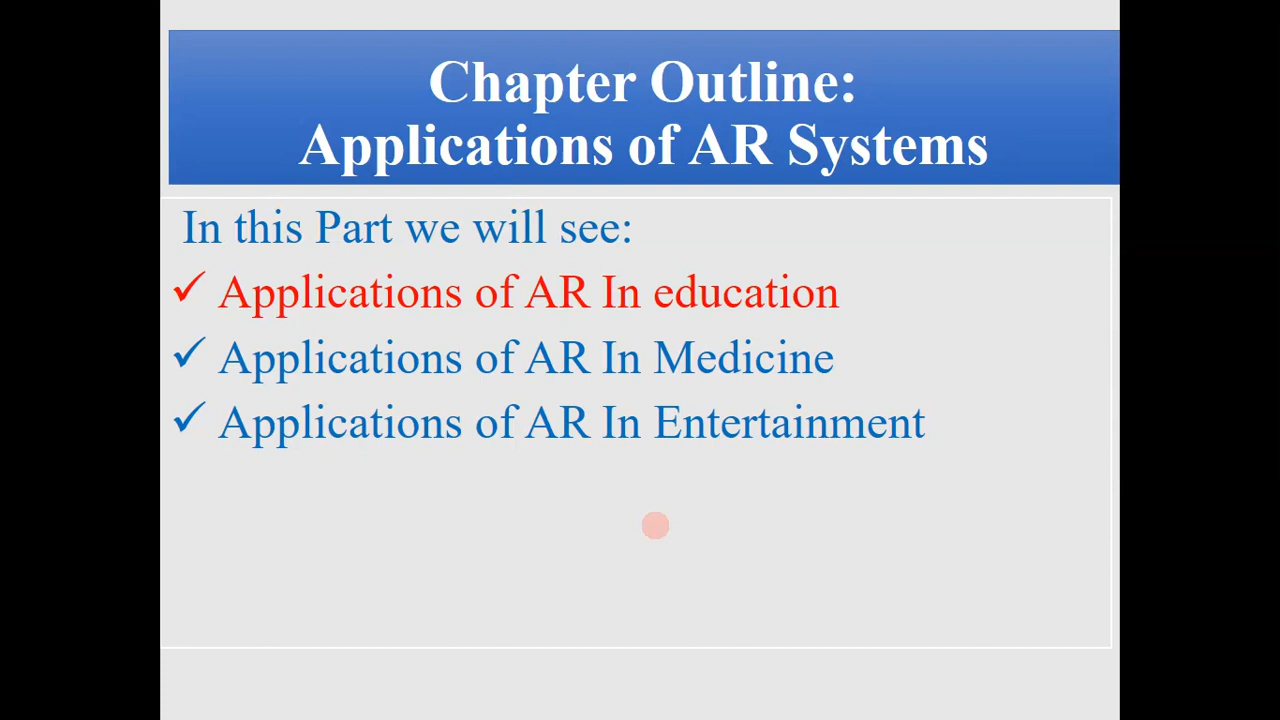 Chapter Outline:
Applications of AR Systems
In this Part we will see:
✓ Applications of AR In education
✓ Applications of AR In Medicine
✓ Applications of AR In Entertainment